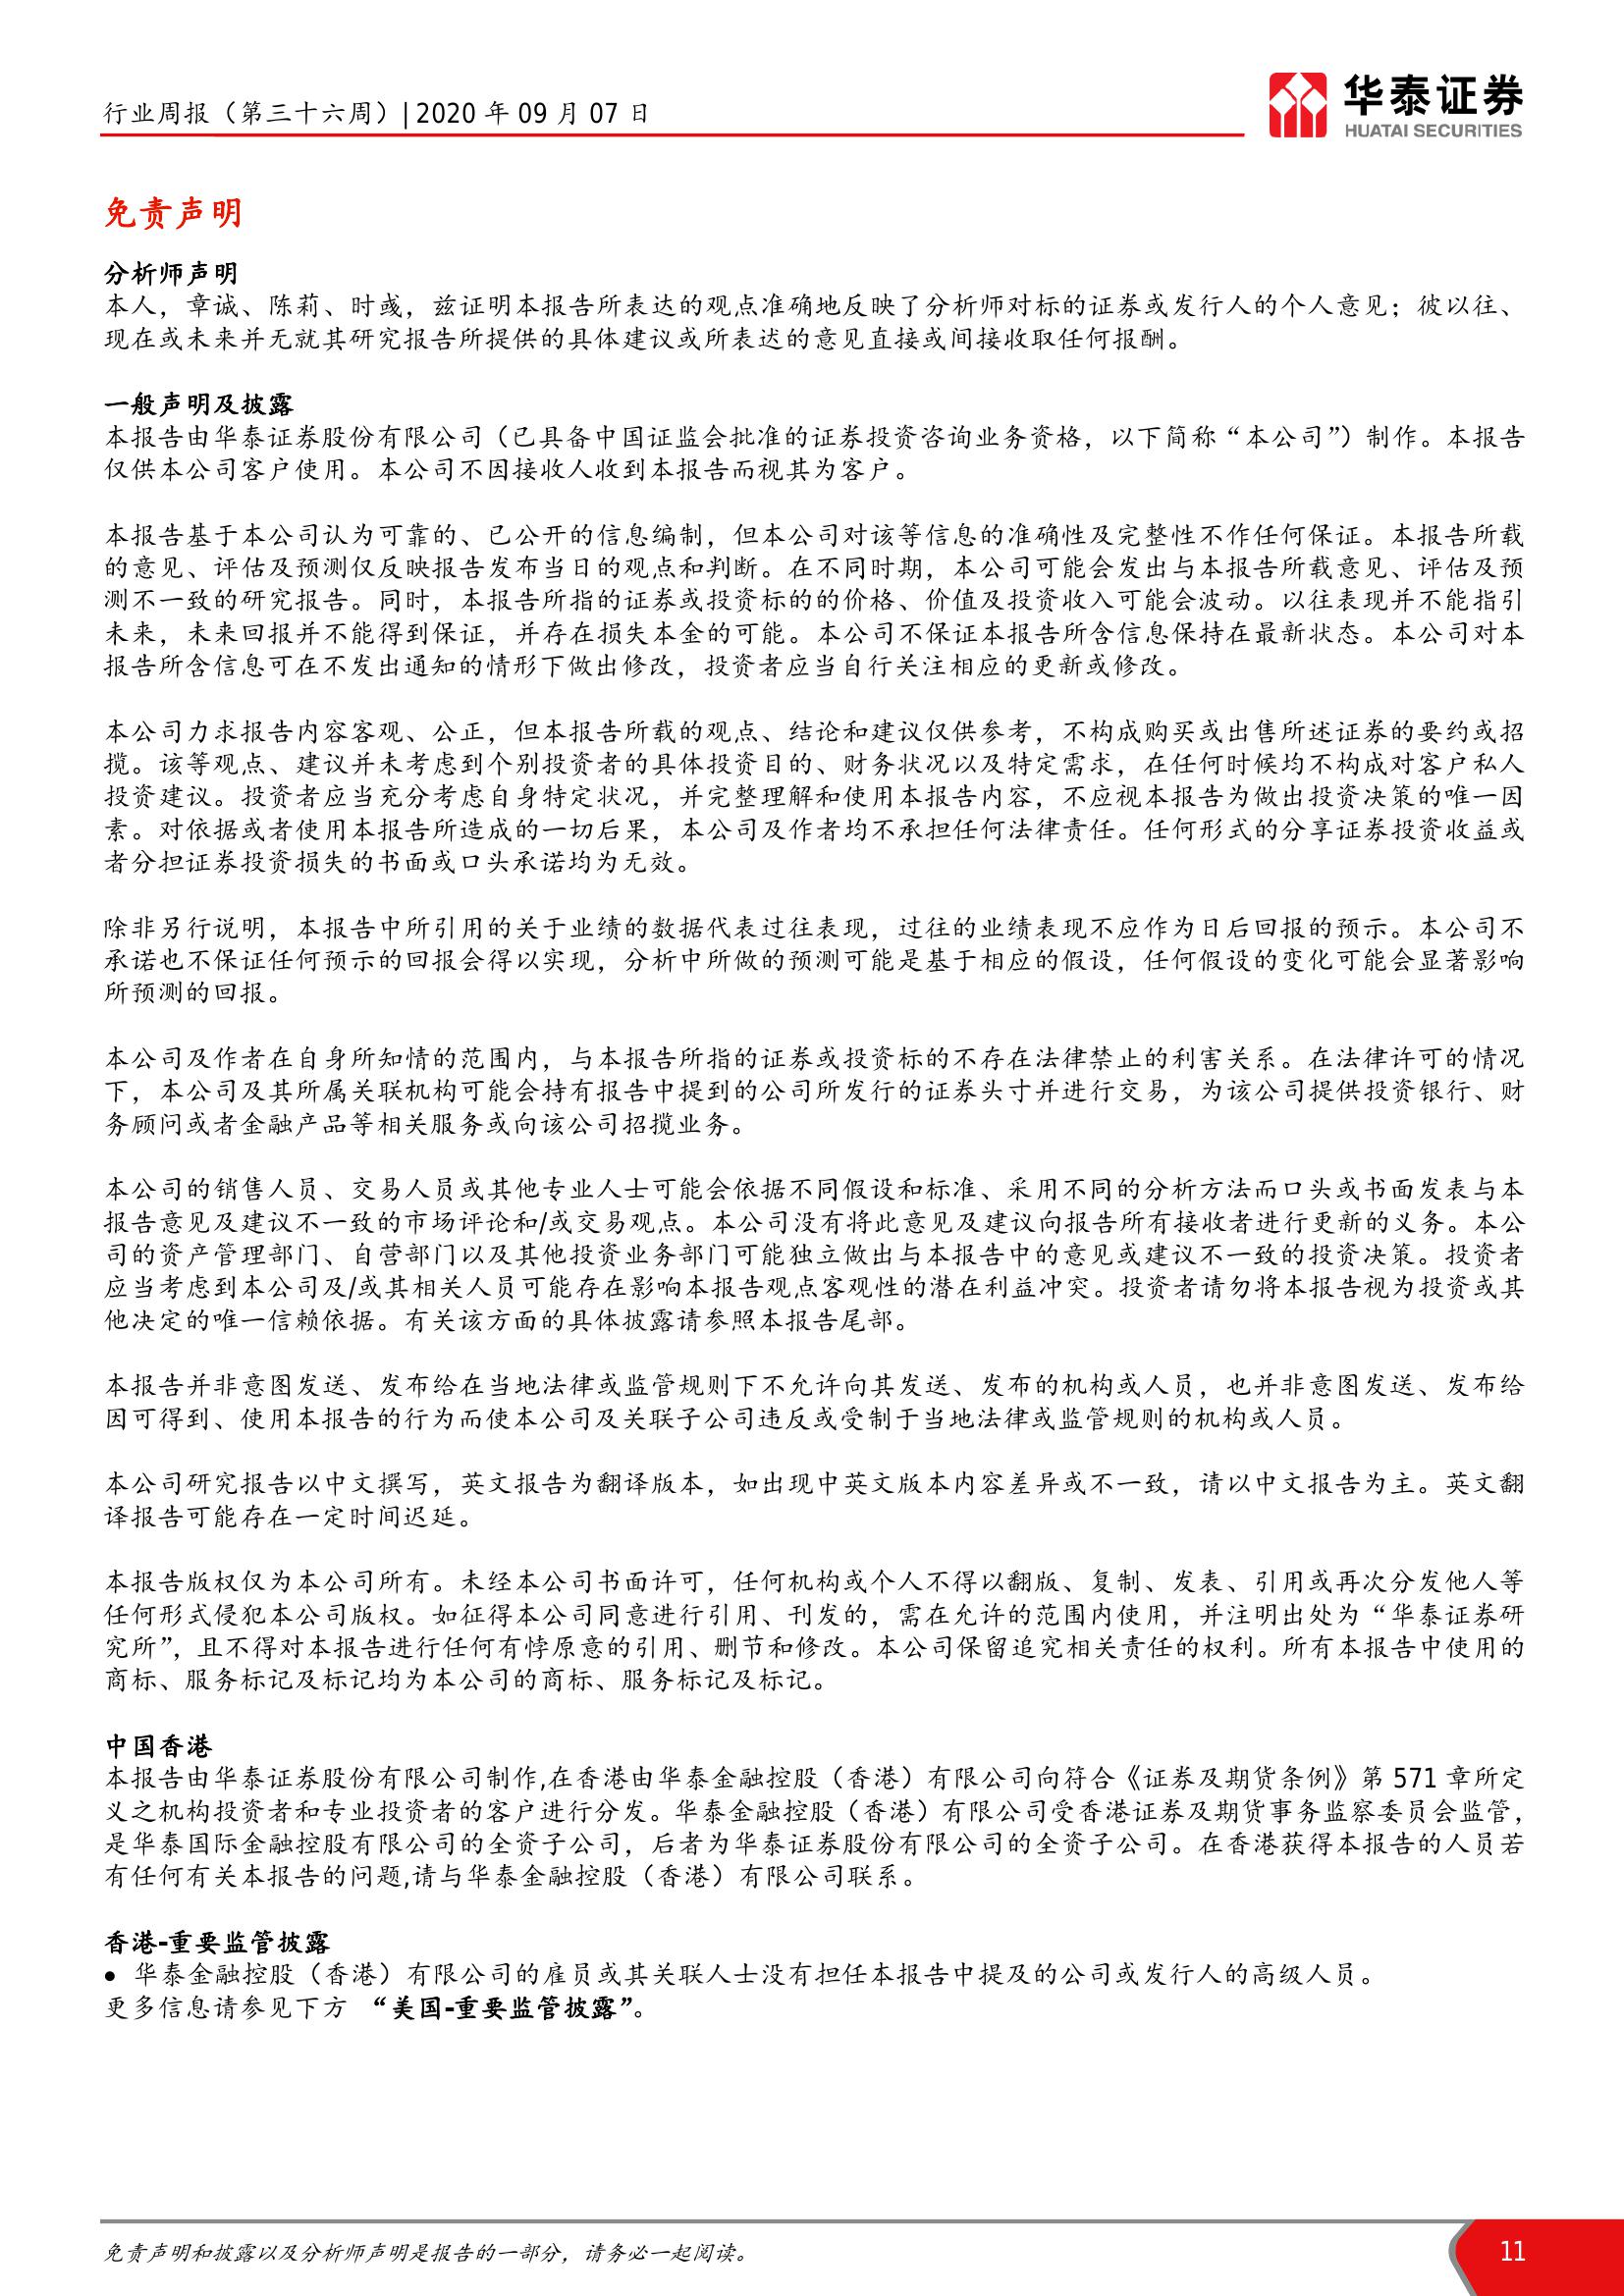 行业周报（第三十六周）| 2020 年 09 月 07 日
华泰证券
HUATAI SECURITIES
免责声明
分析师声明
本人，章诚、陈莉、时彧，兹证明本报告所表达的观点准确地反映了分析师对标的证券或发行人的个人意见；彼以往、
现在或未来并无就其研究报告所提供的具体建议或所表达的意见直接或间接收取任何报酬。
一般声明及披露
本报告由华泰证券股份有限公司（已具备中国证监会批准的证券投资咨询业务资格，以下简称“本公司”）制作。本报告
仅供本公司客户使用。本公司不因接收人收到本报告而视其为客户。
本报告基于本公司认为可靠的、已公开的信息编制，但本公司对该等信息的准确性及完整性不作任何保证。本报告所载
的意见、评估及预测仅反映报告发布当日的观点和判断。在不同时期，本公司可能会发出与本报告所载意见、评估及预
测不一致的研究报告。同时，本报告所指的证券或投资标的的价格、价值及投资收入可能会波动。以往表现并不能指引
未来，未来回报并不能得到保证，并存在损失本金的可能。本公司不保证本报告所含信息保持在最新状态。本公司对本
报告所含信息可在不发出通知的情形下做出修改，投资者应当自行关注相应的更新或修改。
本公司力求报告内容客观、公正，但本报告所载的观点、结论和建议仅供参考，不构成购买或出售所述证券的要约或招
揽。该等观点、建议并未考虑到个别投资者的具体投资目的、财务状况以及特定需求，在任何时候均不构成对客户私人
投资建议。投资者应当充分考虑自身特定状况，并完整理解和使用本报告内容，不应视本报告为做出投资决策的唯一因
素。对依据或者使用本报告所造成的一切后果，本公司及作者均不承担任何法律责任。任何形式的分享证券投资收益或
者分担证券投资损失的书面或口头承诺均为无效。
除非另行说明，本报告中所引用的关于业绩的数据代表过往表现，过往的业绩表现不应作为日后回报的预示。本公司不
承诺也不保证任何预示的回报会得以实现，分析中所做的预测可能是基于相应的假设，任何假设的变化可能会显著影响
所预测的回报。
本公司及作者在自身所知情的范围内，与本报告所指的证券或投资标的不存在法律禁止的利害关系。在法律许可的情况
下，本公司及其所属关联机构可能会持有报告中提到的公司所发行的证券头寸并进行交易，为该公司提供投资银行、财
务顾问或者金融产品等相关服务或向该公司招揽业务。
本公司的销售人员、交易人员或其他专业人士可能会依据不同假设和标准、采用不同的分析方法而口头或书面发表与本
报告意见及建议不一致的市场评论和/或交易观点。本公司没有将此意见及建议向报告所有接收者进行更新的义务。本公
司的资产管理部门、自营部门以及其他投资业务部门可能独立做出与本报告中的意见或建议不一致的投资决策。投资者
应当考虑到本公司及/或其相关人员可能存在影响本报告观点客观性的潜在利益冲突。投资者请勿将本报告视为投资或其
他决定的唯一信赖依据。有关该方面的具体披露请参照本报告尾部。
本报告并非意图发送、发布给在当地法律或监管规则下不允许向其发送、发布的机构或人员，也并非意图发送、发布给
因可得到、使用本报告的行为而使本公司及关联子公司违反或受制于当地法律或监管规则的机构或人员。
本公司研究报告以中文撰写，英文报告为翻译版本，如出现中英文版本内容差异或不一致，请以中文报告为主。英文翻
译报告可能存在一定时间迟延。
本报告版权仅为本公司所有。未经本公司书面许可，任何机构或个人不得以翻版、复制、发表、引用或再次分发他人等
任何形式侵犯本公司版权。如征得本公司同意进行引用、刊发的，需在允许的范围内使用，并注明出处为“华泰证券研
究所”，且不得对本报告进行任何有悖原意的引用、删节和修改。本公司保留追究相关责任的权利。所有本报告中使用的
商标、服务标记及标记均为本公司的商标、服务标记及标记。
中国香港
本报告由华泰证券股份有限公司制作,在香港由华泰金融控股（香港）有限公司向符合《证券及期货条例》第 571 章所定
义之机构投资者和专业投资者的客户进行分发。华泰金融控股（香港）有限公司受香港证券及期货事务监察委员会监管，
是华泰国际金融控股有限公司的全资子公司，后者为华泰证券股份有限公司的全资子公司。在香港获得本报告的人员若
有任何有关本报告的问题,请与华泰金融控股（香港）有限公司联系。
香港-重要监管披露
• 华泰金融控股（香港）有限公司的雇员或其关联人士没有担任本报告中提及的公司或发行人的高级人员。
更多信息请参见下方 “美国-重要监管披露”。
免责声明和披露以及分析师声明是报告的一部分，请务必一起阅读。
11